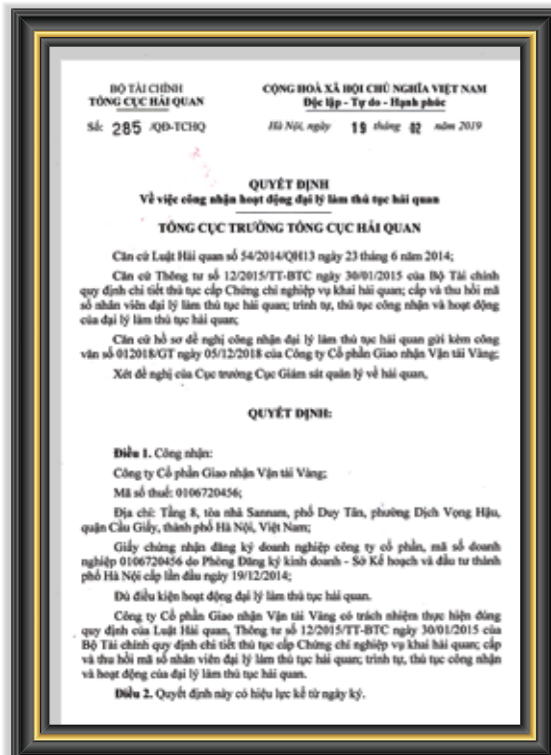 BỘ TÀI CHÍNH
TỔNG CỤC HẢI QUAN
Số: 285 /QĐ-TCHQ
CỘNG HOÀ XÃ HỘI CHỦ NGHĨA VIỆT NAM
Độc lập - Tự do - Hạnh phúc
Hà Nội, ngày 19 tháng 02 năm 2019
QUYẾT ĐỊNH
Về việc công nhận hoạt động đại lý làm thủ tục hải quan
TỔNG CỤC TRƯỞNG TỔNG CỤC HẢI QUAN
Căn cứ Luật Hải quan số 54/2014/QH13 ngày 23 tháng 6 năm 2014;
Căn cứ Thông tư số 12/2015/TT-BTC ngày 30/01/2015 của Bộ Tài chính
quy định chi tiết thủ tục cấp Chứng chỉ nghiệp vụ khai hải quan; cấp và thu hồi mã
số nhân viên đại lý làm thủ tục hải quan; trình tự, thủ tục công nhận và hoạt động
của đại lý làm thủ tục hải quan;
Căn cứ hồ sơ đề nghị công nhận đại lý làm thủ tục hải quan gửi kèm công
văn số 012018/GT ngày 05/12/2018 của Công ty Cổ phần Giao nhận Vận tải Vàng;
Xét đề nghị của Cục trưởng Cục Giám sát quản lý về hải quan,
QUYẾT ĐỊNH:
Điều 1. Công nhận:
Công ty Cổ phần Giao nhận Vận tải Vàng;
Mã số thuế: 0106720456;
Địa chỉ: Tầng 8, tòa nhà Sannam, phố Duy Tân, phường Dịch Vọng Hậu,
quận Cầu Giấy, thành phố Hà Nội, Việt Nam;
Giấy chứng nhận đăng ký doanh nghiệp công ty cổ phần, mã số doanh
nghiệp 0106720456 do Phòng Đăng ký kinh doanh - Sở Kế hoạch và đầu tư thành
phố Hà Nội cấp lần đầu ngày 19/12/2014;
Đủ điều kiện hoạt động đại lý làm thủ tục hải quan.
Công ty Cổ phần Giao nhận Vận tải Vàng có trách nhiệm thực hiện đúng
quy định của Luật Hải quan, Thông tư số 12/2015/TT-BTC ngày 30/01/2015 của
Bộ Tài chính quy định chi tiết thủ tục cấp Chứng chỉ nghiệp vụ khai hải quan; cấp
và thu hồi mã số nhân viên đại lý làm thủ tục hải quan; trình tự, thủ tục công nhận
và hoạt động của đại lý làm thủ tục hải quan.
Điều 2. Quyết định này có hiệu lực kể từ ngày ký.